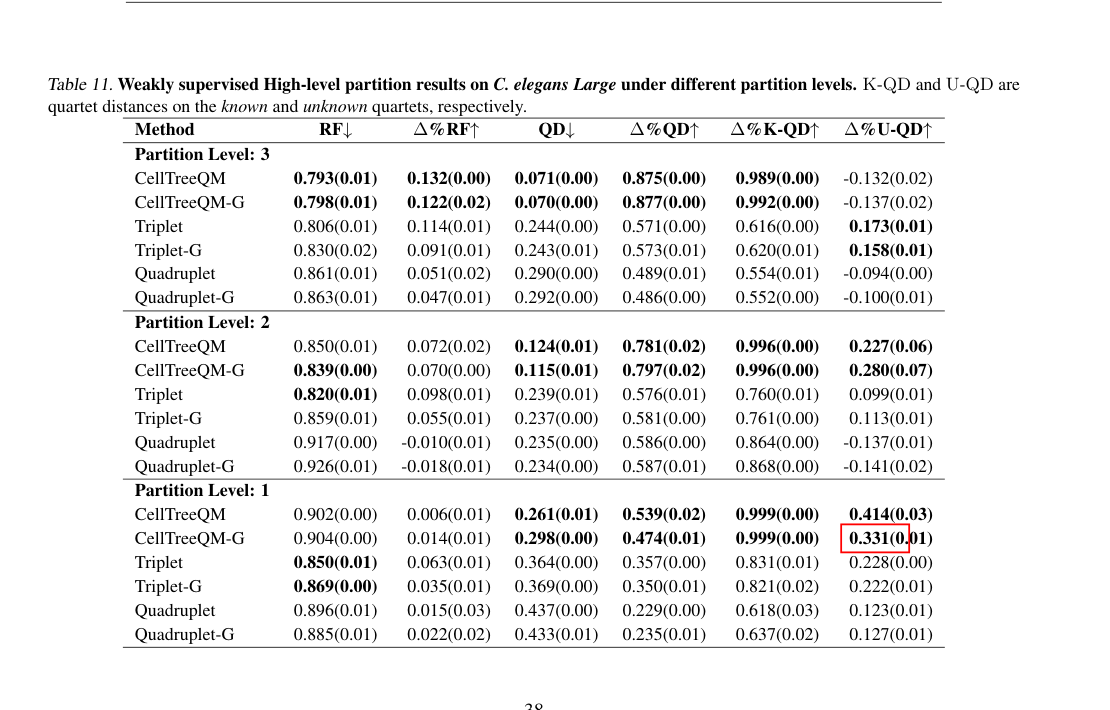 Table 11. Weakly supervised High-level partition results on C. elegans Large under different partition levels. K-QD and U-QD are
quartet distances on the known and unknown quartets, respectively.
Method RF↓ Δ%RF↑ QD↓ Δ%QD↑ Δ%K-QD↑ Δ%U-QD↑
Partition Level: 3
CellTreeQM 0.793(0.01) 0.132(0.00) 0.071(0.00) 0.875(0.00) 0.989(0.00) -0.132(0.02)
CellTreeQM-G 0.798(0.01) 0.122(0.02) 0.070(0.00) 0.877(0.00) 0.992(0.00) -0.137(0.02)
Triplet 0.806(0.01) 0.114(0.01) 0.244(0.00) 0.571(0.00) 0.616(0.00) 0.173(0.01)
Triplet-G 0.830(0.02) 0.091(0.01) 0.243(0.01) 0.573(0.01) 0.620(0.01) 0.158(0.01)
Quadruplet 0.861(0.01) 0.051(0.02) 0.290(0.00) 0.489(0.01) 0.554(0.01) -0.094(0.00)
Quadruplet-G 0.863(0.01) 0.047(0.01) 0.292(0.00) 0.486(0.00) 0.552(0.00) -0.100(0.01)
Partition Level: 2
CellTreeQM 0.850(0.01) 0.072(0.02) 0.124(0.01) 0.781(0.02) 0.996(0.00) 0.227(0.06)
CellTreeQM-G 0.839(0.00) 0.070(0.00) 0.115(0.01) 0.797(0.02) 0.996(0.00) 0.280(0.07)
Triplet 0.820(0.01) 0.098(0.01) 0.239(0.01) 0.576(0.01) 0.760(0.01) 0.099(0.01)
Triplet-G 0.859(0.01) 0.055(0.01) 0.237(0.00) 0.581(0.00) 0.761(0.00) 0.113(0.01)
Quadruplet 0.917(0.00) -0.010(0.01) 0.235(0.00) 0.586(0.00) 0.864(0.00) -0.137(0.01)
Quadruplet-G 0.926(0.01) -0.018(0.01) 0.234(0.00) 0.587(0.01) 0.868(0.00) -0.141(0.02)
Partition Level: 1
CellTreeQM 0.902(0.00) 0.006(0.01) 0.261(0.01) 0.539(0.02) 0.999(0.00) 0.414(0.03)
CellTreeQM-G 0.904(0.00) 0.014(0.01) 0.298(0.00) 0.474(0.01) 0.999(0.00) 0.331(0.01)
Triplet 0.850(0.01) 0.063(0.01) 0.364(0.00) 0.357(0.00) 0.831(0.01) 0.228(0.00)
Triplet-G 0.869(0.00) 0.035(0.01) 0.369(0.00) 0.350(0.01) 0.821(0.02) 0.222(0.01)
Quadruplet 0.896(0.01) 0.015(0.03) 0.437(0.00) 0.229(0.00) 0.618(0.03) 0.123(0.01)
Quadruplet-G 0.885(0.01) 0.022(0.02) 0.433(0.01) 0.235(0.01) 0.637(0.02) 0.127(0.01)
38